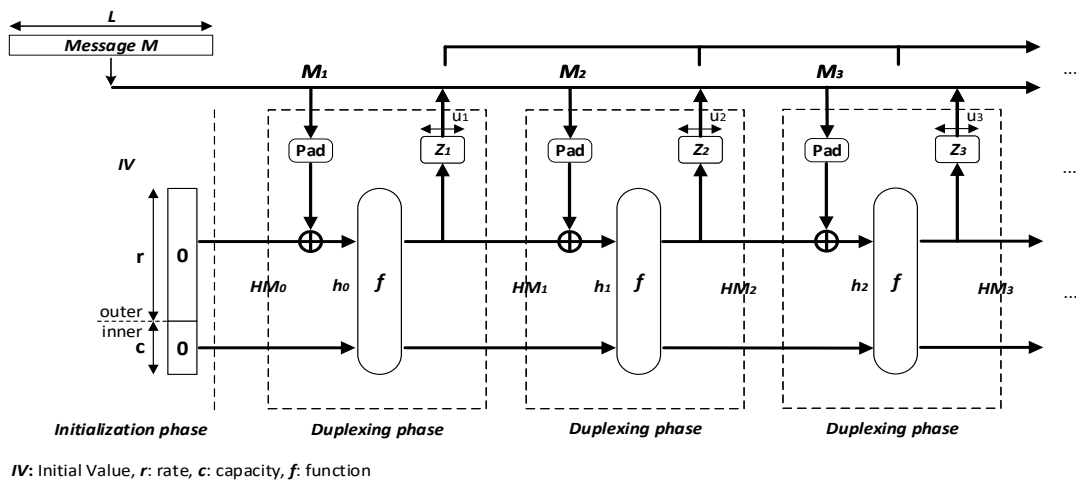 L
Message M
M1 M2 M3 ...
u1 u2 u3
Pad Z1 Pad Z2 Pad Z3
IV ...
r 0
HM0 h0 f HM1 h1 f HM2 h2 f HM3 ...
outer
inner
c 0
Initialization phase Duplexing phase Duplexing phase Duplexing phase
IV: Initial Value, r: rate, c: capacity, f: function